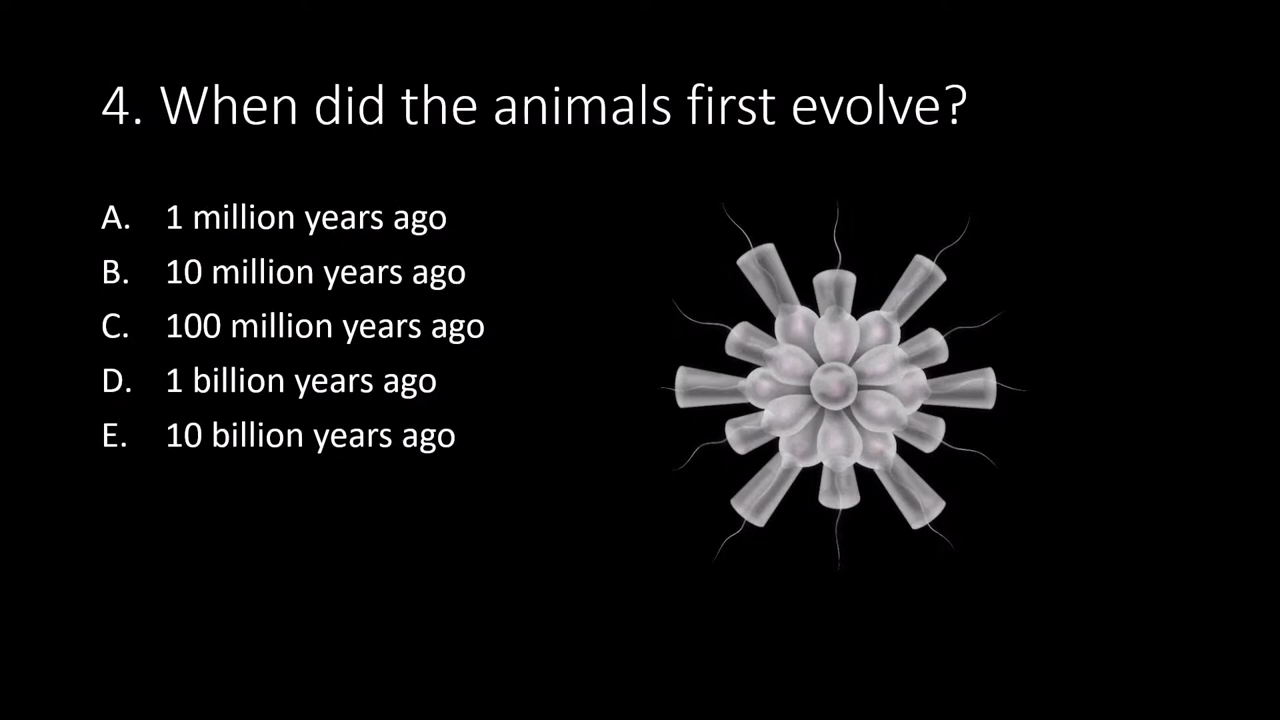 4. When did the animals first evolve?
A. 1 million years ago
B. 10 million years ago
C. 100 million years ago
D. 1 billion years ago
E. 10 billion years ago